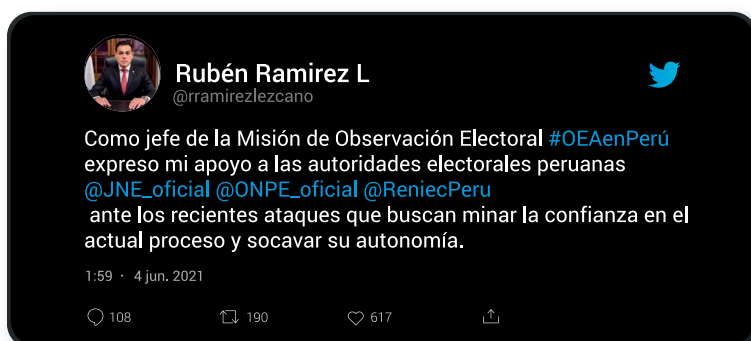 Rubén Ramirez L
@rramirezlezcano
Como jefe de la Misión de Observación Electoral #OEAenPerú
expreso mi apoyo a las autoridades electorales peruanas
@JNE_oficial @ONPE_oficial @ReniecPeru
ante los recientes ataques que buscan minar la confianza en el
actual proceso y socavar su autonomía.
1:59 · 4 jun. 2021
108 190 617